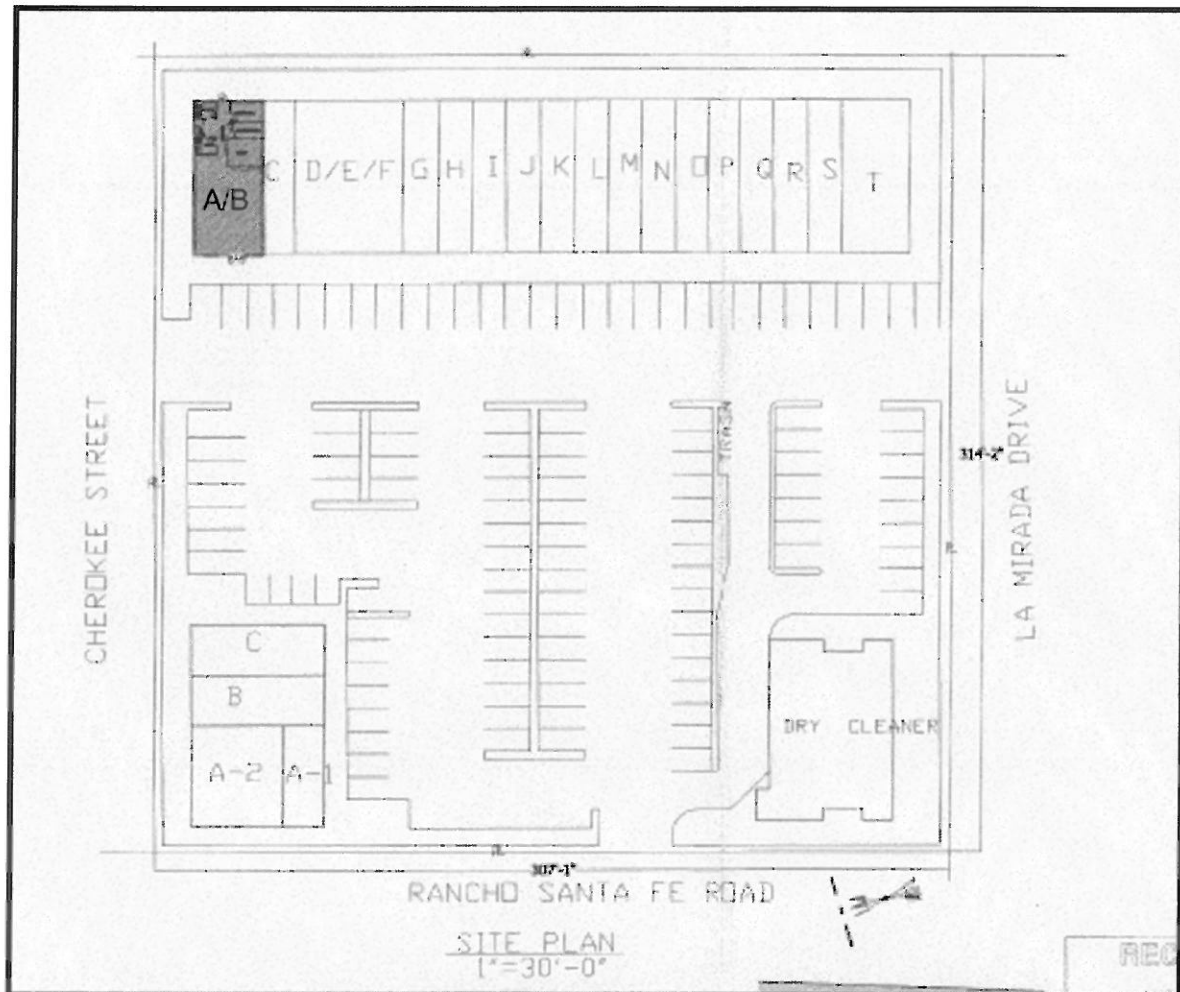 A/B
C
D/E/F
G
H
I
J
K
L
M
N
O
P
Q
R
S
T
TRASH
CHEROKEE STREET
314'-2"
LA MIRADA DRIVE
C
B
A-2
A-1
DRY CLEANER
307'-1"
RANCHO SANTA FE ROAD
SITE PLAN
1"=30'-0"
REC